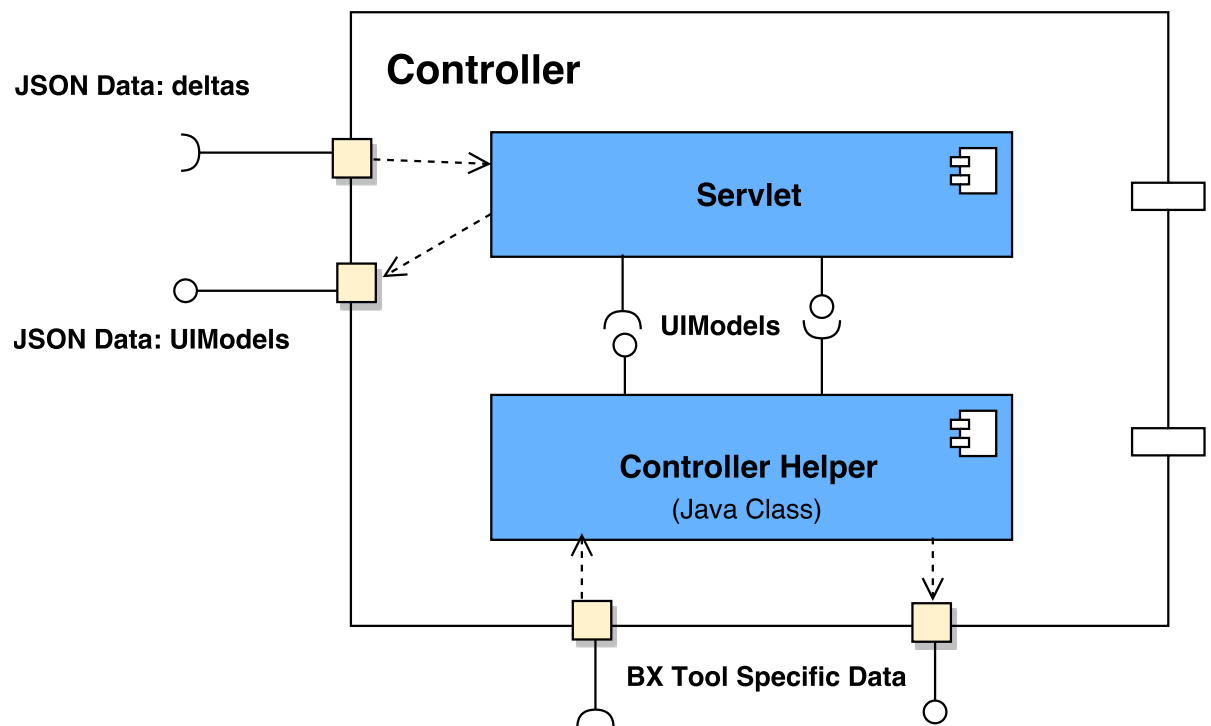 Controller
JSON Data: deltas
Servlet
UIModels
JSON Data: UIModels
Controller Helper
(Java Class)
BX Tool Specific Data